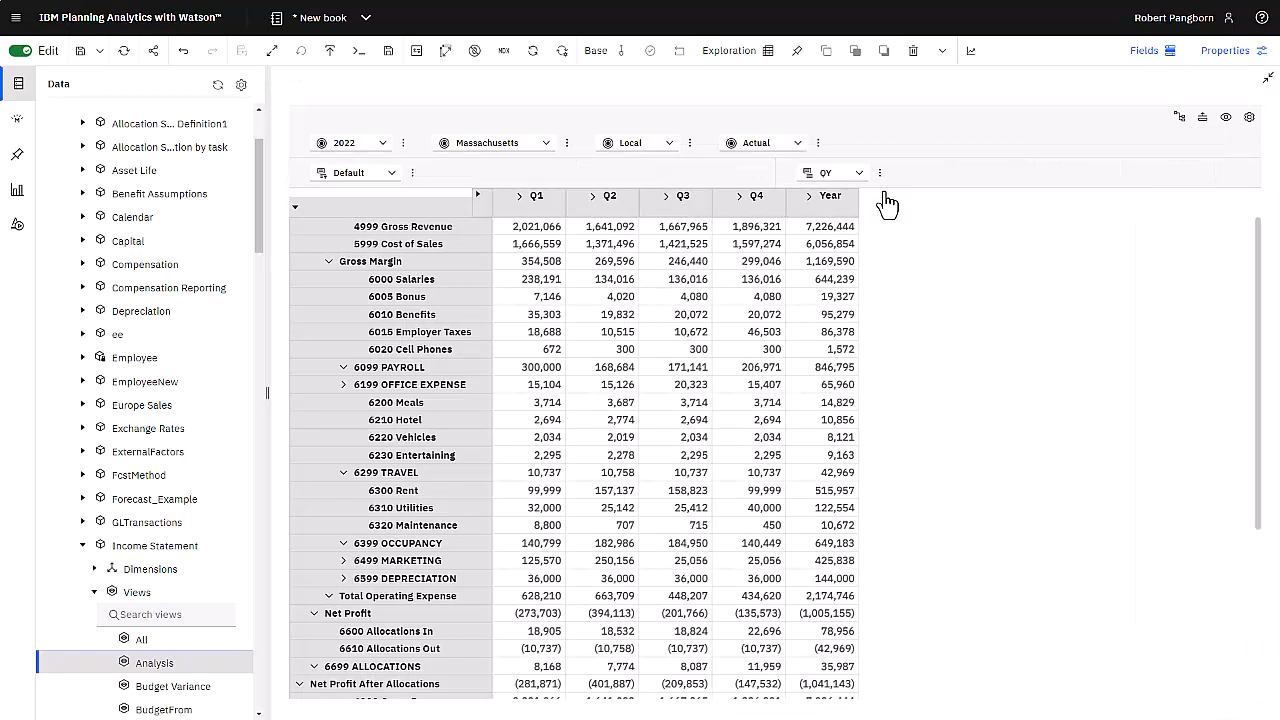 IBM Planning Analytics with Watson™
* New book
Robert Pangborn
Edit
MDX
Base
Exploration
Fields
Properties
Data
Allocation S... Definition1
Allocation S...tion by task
Asset Life
Benefit Assumptions
Calendar
Capital
Compensation
Compensation Reporting
Depreciation
ee
Employee
EmployeeNew
Europe Sales
Exchange Rates
ExternalFactors
FcstMethod
Forecast_Example
GLTransactions
Income Statement
Dimensions
Views
Search views
All
Analysis
Budget Variance
BudgetFrom
2022 Massachusetts Local Actual
Default QY
Q1 Q2 Q3 Q4 Year
4999 Gross Revenue 2,021,066 1,641,092 1,667,965 1,896,321 7,226,444
5999 Cost of Sales 1,666,559 1,371,496 1,421,525 1,597,274 6,056,854
Gross Margin 354,508 269,596 246,440 299,046 1,169,590
6000 Salaries 238,191 134,016 136,016 136,016 644,239
6005 Bonus 7,146 4,020 4,080 4,080 19,327
6010 Benefits 35,303 19,832 20,072 20,072 95,279
6015 Employer Taxes 18,688 10,515 10,672 46,503 86,378
6020 Cell Phones 672 300 300 300 1,572
6099 PAYROLL 300,000 168,684 171,141 206,971 846,795
6199 OFFICE EXPENSE 15,104 15,126 20,323 15,407 65,960
6200 Meals 3,714 3,687 3,714 3,714 14,829
6210 Hotel 2,694 2,774 2,694 2,694 10,856
6220 Vehicles 2,034 2,019 2,034 2,034 8,121
6230 Entertaining 2,295 2,278 2,295 2,295 9,163
6299 TRAVEL 10,737 10,758 10,737 10,737 42,969
6300 Rent 99,999 157,137 158,823 99,999 515,957
6310 Utilities 32,000 25,142 25,412 40,000 122,554
6320 Maintenance 8,800 707 715 450 10,672
6399 OCCUPANCY 140,799 182,986 184,950 140,449 649,183
6499 MARKETING 125,570 250,156 25,056 25,056 425,838
6599 DEPRECIATION 36,000 36,000 36,000 36,000 144,000
Total Operating Expense 628,210 663,709 448,207 434,620 2,174,746
Net Profit (273,703) (394,113) (201,766) (135,573) (1,005,155)
6600 Allocations In 18,905 18,532 18,824 22,696 78,956
6610 Allocations Out (10,737) (10,758) (10,737) (10,737) (42,969)
6699 ALLOCATIONS 8,168 7,774 8,087 11,959 35,987
Net Profit After Allocations (281,871) (401,887) (209,853) (147,532) (1,041,143)